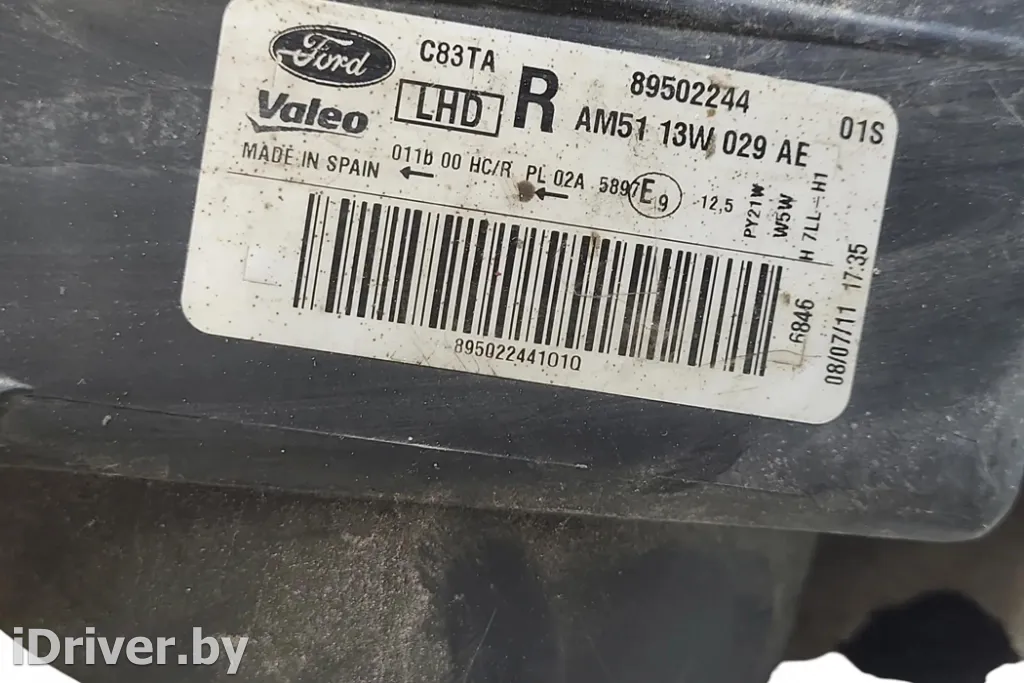 Ford
C83TA
89502244
01S
Valeo
LHD
R
AM51 13W 029 AE
MADE IN SPAIN
011b 00 HC/R PL 02A 5897 E9 12,5
PY21W
W5W
H 7LL-H1
895022441010
6846
08/07/11 17:35
iDriver.by